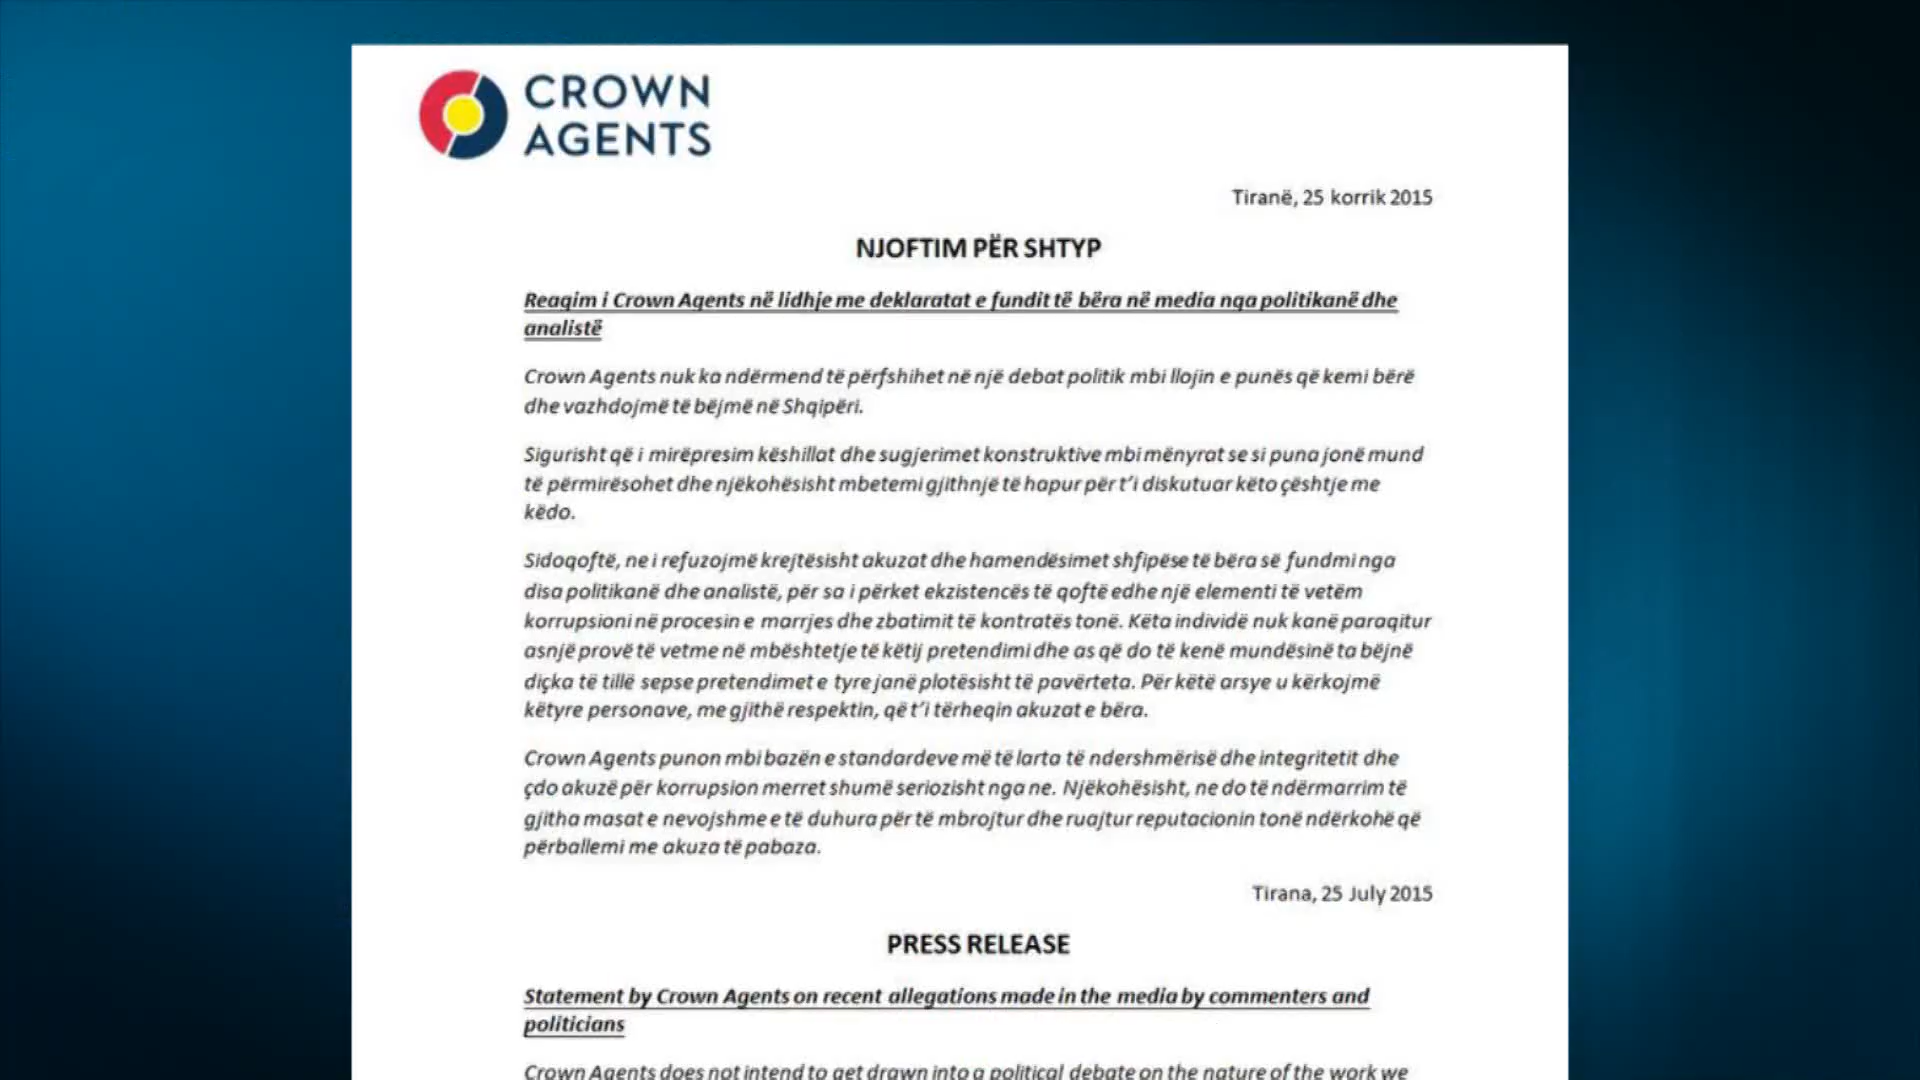 CROWN
AGENTS
Tiranë, 25 korrik 2015
NJOFTIM PËR SHTYP
Reagim i Crown Agents në lidhje me deklaratat e fundit të bëra në media nga politikanë dhe
analistë
Crown Agents nuk ka ndërmend të përfshihet në një debat politik mbi llojin e punës që kemi bërë
dhe vazhdojmë të bëjmë në Shqipëri.
Sigurisht që i mirëpresim këshillat dhe sugjerimet konstruktive mbi mënyrat se si puna jonë mund
të përmirësohet dhe njëkohësisht mbetemi gjithnjë të hapur për t’i diskutuar këto çështje me
këdo.
Sidoqoftë, ne i refuzojmë krejtësisht akuzat dhe hamendësimet shfipëse të bëra së fundmi nga
disa politikanë dhe analistë, për sa i përket ekzistencës të qoftë edhe një elementi të vetëm
korrupsioni në procesin e marrjes dhe zbatimit të kontratës tonë. Këta individë nuk kanë paraqitur
asnjë provë të vetme në mbështetje të këtij pretendimi dhe as që do të kenë mundësinë ta bëjnë
diçka të tillë sepse pretendimet e tyre janë plotësisht të pavërteta. Për këtë arsye u kërkojmë
këtyre personave, me gjithë respektin, që t’i tërheqin akuzat e bëra.
Crown Agents punon mbi bazën e standardeve më të larta të ndershmërisë dhe integritetit dhe
çdo akuzë për korrupsion merret shumë seriozisht nga ne. Njëkohësisht, ne do të ndërmarrim të
gjitha masat e nevojshme e të duhura për të mbrojtur dhe ruajtur reputacionin tonë ndërkohë që
përballemi me akuza të pabaza.
Tirana, 25 July 2015
PRESS RELEASE
Statement by Crown Agents on recent allegations made in the media by commenters and
politicians
Crown Agents does not intend to get drawn into a political debate on the nature of the work we